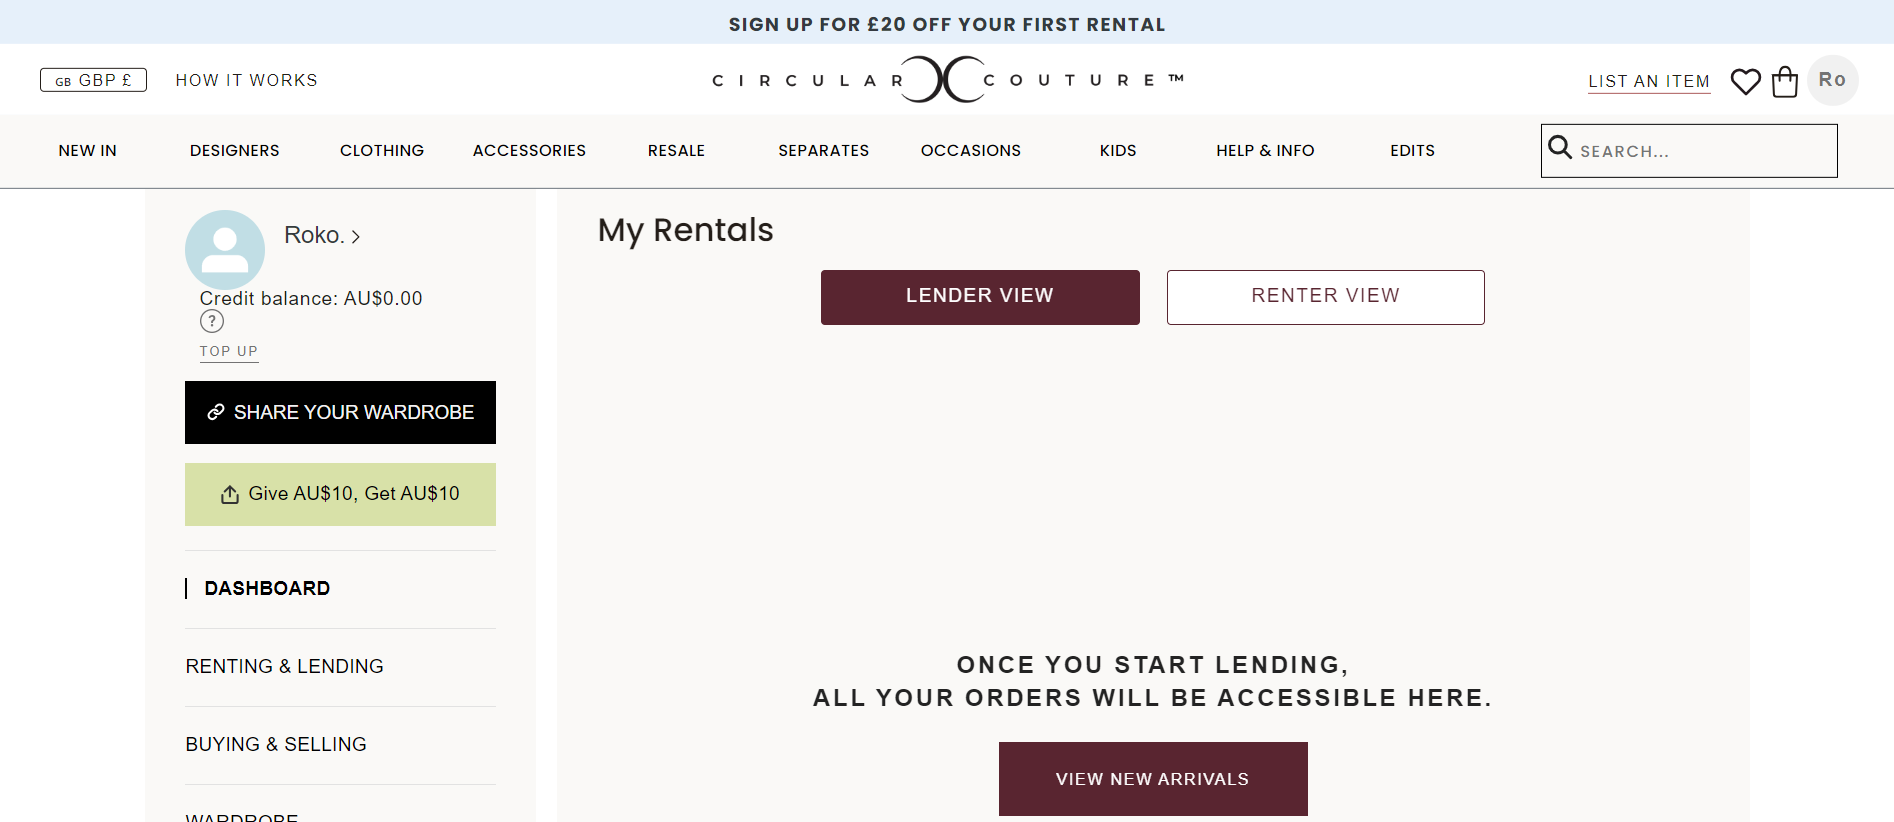 SIGN UP FOR £20 OFF YOUR FIRST RENTAL
GB GBP £
HOW IT WORKS
CIRCULAR COUTURE™
LIST AN ITEM
Ro
NEW IN
DESIGNERS
CLOTHING
ACCESSORIES
RESALE
SEPARATES
OCCASIONS
KIDS
HELP & INFO
EDITS
SEARCH...
Roko.
Credit balance: AU$0.00
?
TOP UP
SHARE YOUR WARDROBE
Give AU$10, Get AU$10
DASHBOARD
RENTING & LENDING
BUYING & SELLING
WARDROBE
My Rentals
LENDER VIEW
RENTER VIEW
ONCE YOU START LENDING,
ALL YOUR ORDERS WILL BE ACCESSIBLE HERE.
VIEW NEW ARRIVALS